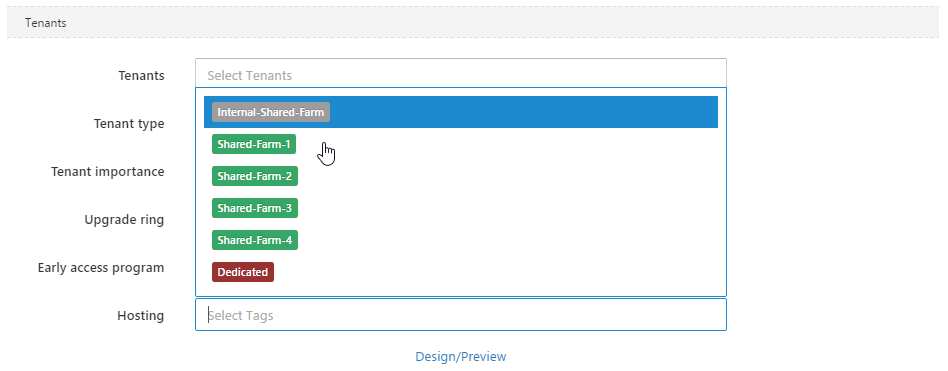 Tenants
Tenants
Select Tenants
Internal-Shared-Farm
Tenant type
Shared-Farm-1
Tenant importance
Shared-Farm-2
Upgrade ring
Shared-Farm-3
Shared-Farm-4
Early access program
Dedicated
Hosting
Select Tags
Design/Preview